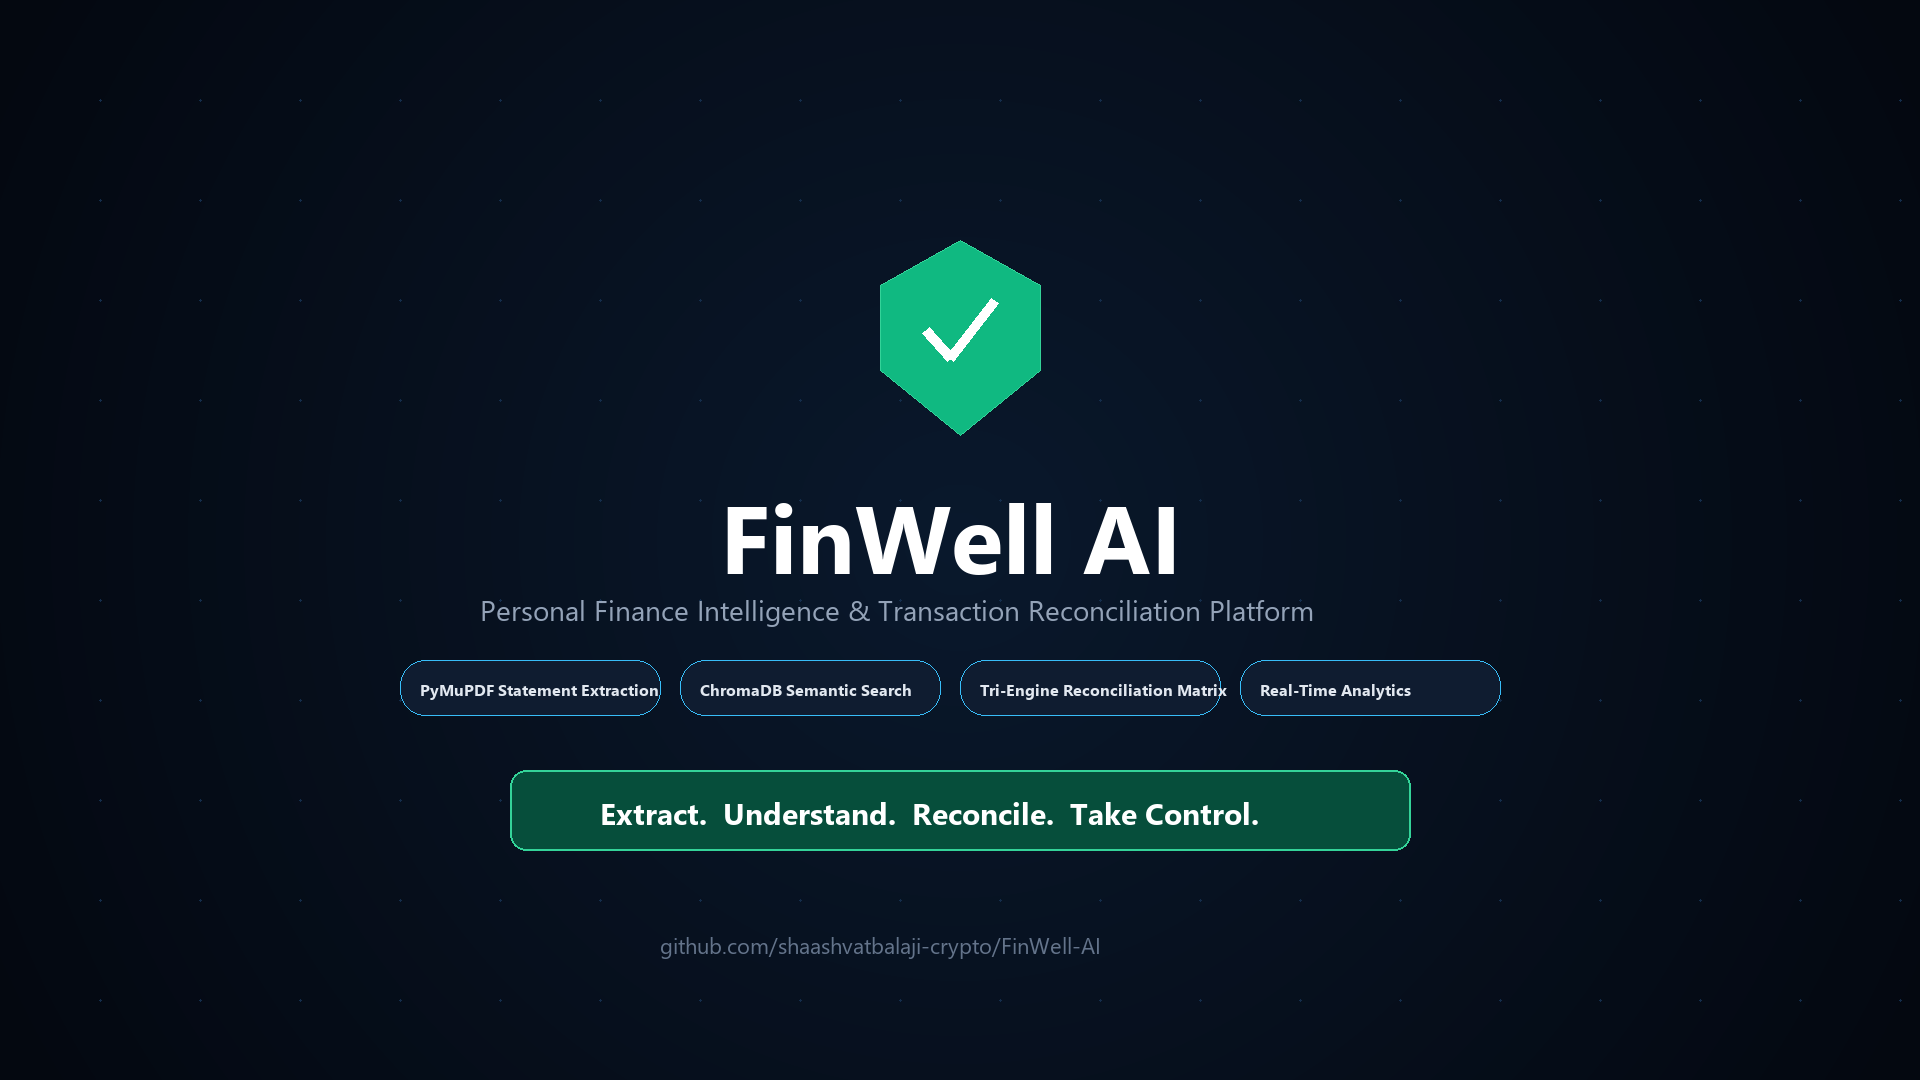 FinWell AI
Personal Finance Intelligence & Transaction Reconciliation Platform
PyMuPDF Statement Extraction
ChromaDB Semantic Search
Tri-Engine Reconciliation Matrix
Real-Time Analytics
Extract. Understand. Reconcile. Take Control.
github.com/shaashvatbalaji-crypto/FinWell-AI